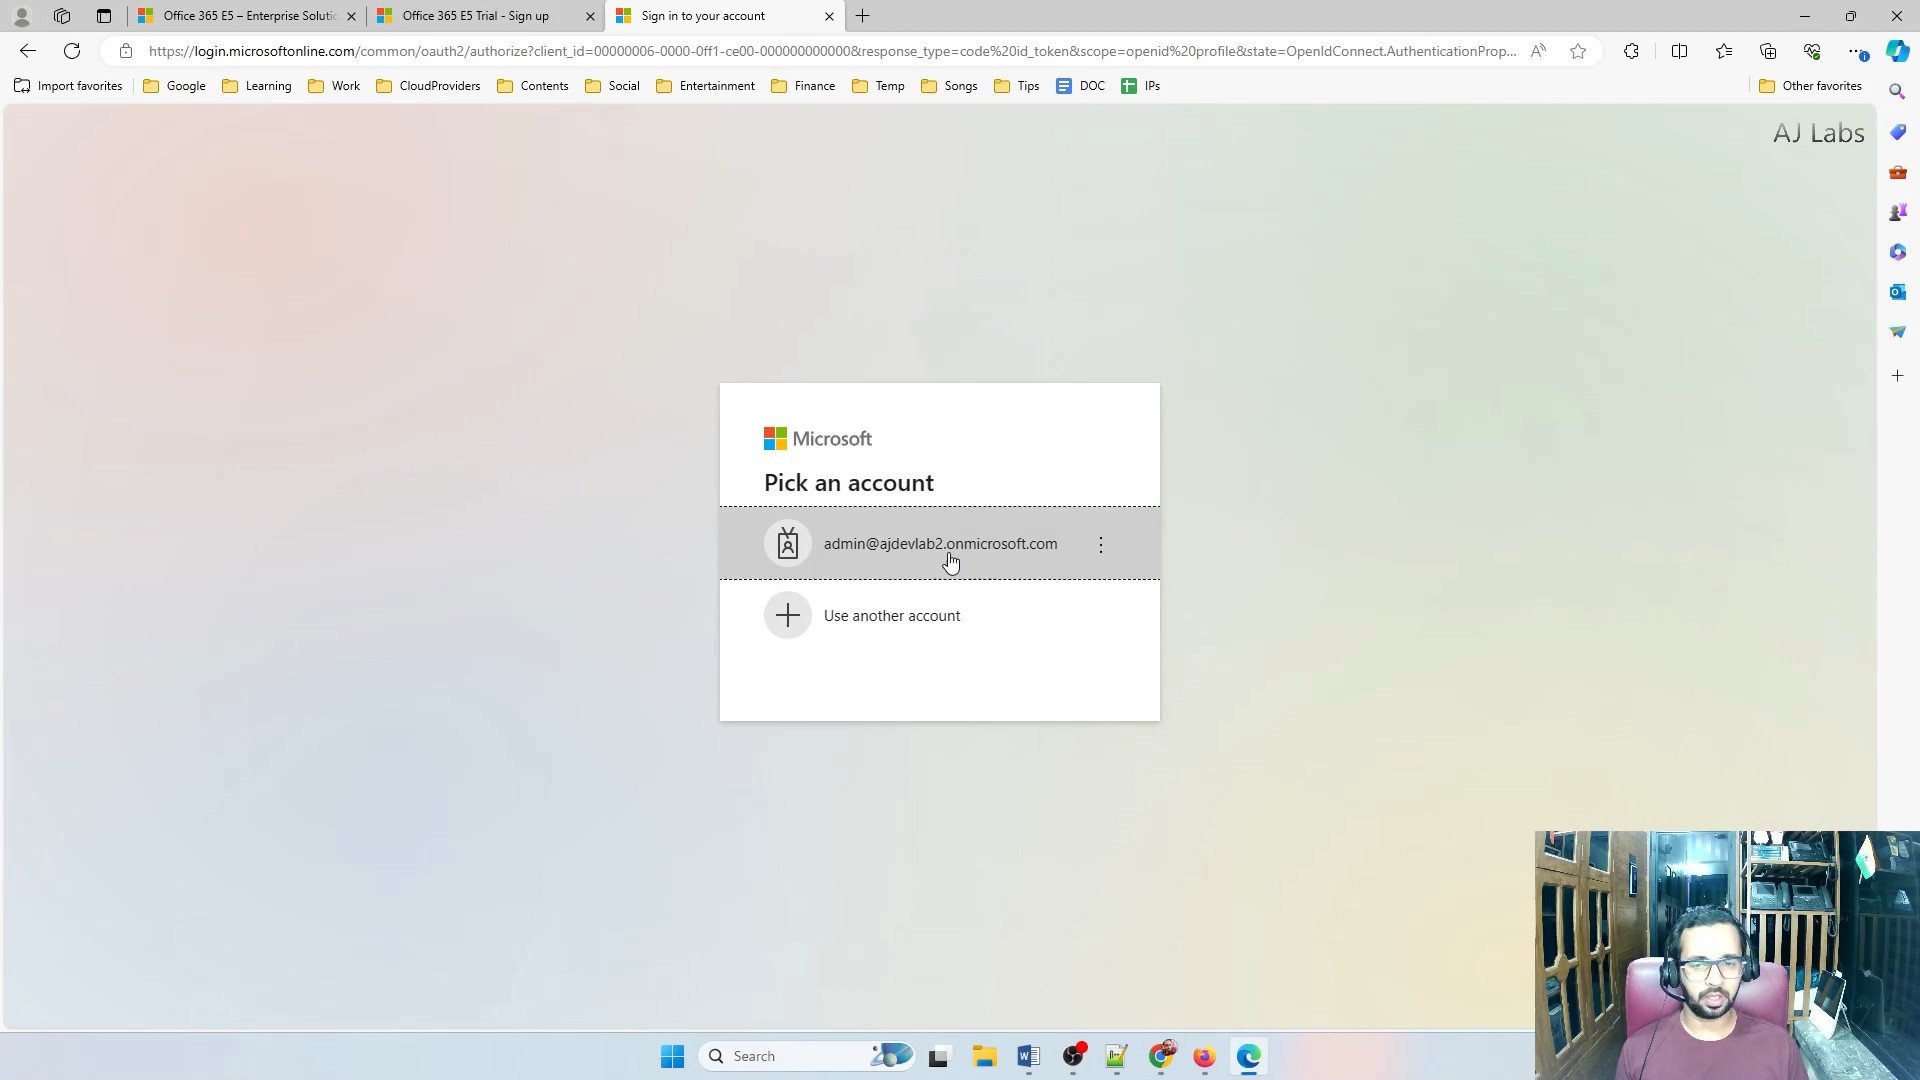 Office 365 E5 – Enterprise Solutio
Office 365 E5 Trial - Sign up
Sign in to your account
https://login.microsoftonline.com/common/oauth2/authorize?client_id=00000006-0000-0ff1-ce00-000000000000&response_type=code%20id_token&scope=openid%20profile&state=OpenIdConnect.AuthenticationProp...
Import favorites
Google
Learning
Work
CloudProviders
Contents
Social
Entertainment
Finance
Temp
Songs
Tips
DOC
IPs
Other favorites
AJ Labs
Microsoft
Pick an account
admin@ajdevlab2.onmicrosoft.com
Use another account
Search